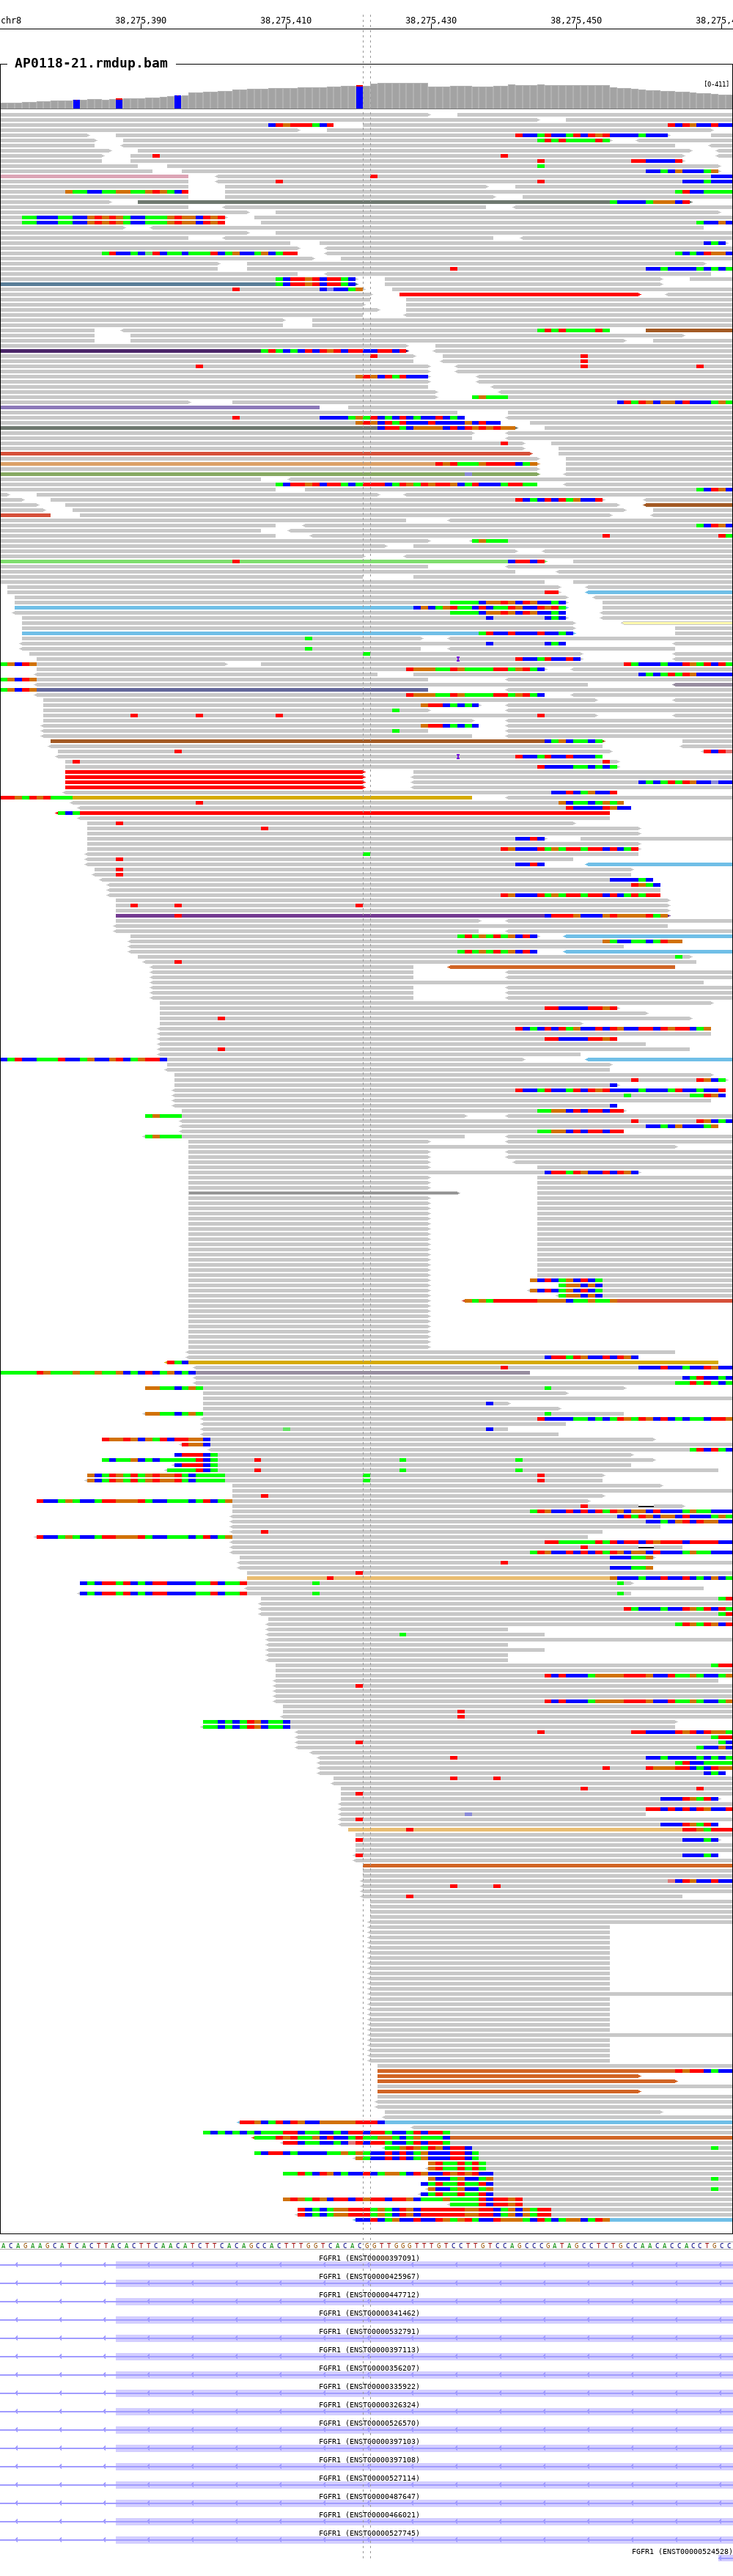 chr8
38,275,390 38,275,410 38,275,430 38,275,450 38,275,4
AP0118-21.rmdup.bam
[0-411]
ACAGAAGCATCACTTACACTTCAACATCTTCACAGCCACTTTGGTCACACGGTTGGGTTTGTCCTTGTCCAGCCCGATAGCCTCTGCCAACACCACCTGCC
FGFR1 (ENST00000397091)
FGFR1 (ENST00000425967)
FGFR1 (ENST00000447712)
FGFR1 (ENST00000341462)
FGFR1 (ENST00000532791)
FGFR1 (ENST00000397113)
FGFR1 (ENST00000356207)
FGFR1 (ENST00000335922)
FGFR1 (ENST00000326324)
FGFR1 (ENST00000526570)
FGFR1 (ENST00000397103)
FGFR1 (ENST00000397108)
FGFR1 (ENST00000527114)
FGFR1 (ENST00000487647)
FGFR1 (ENST00000466021)
FGFR1 (ENST00000527745)
FGFR1 (ENST00000524528)